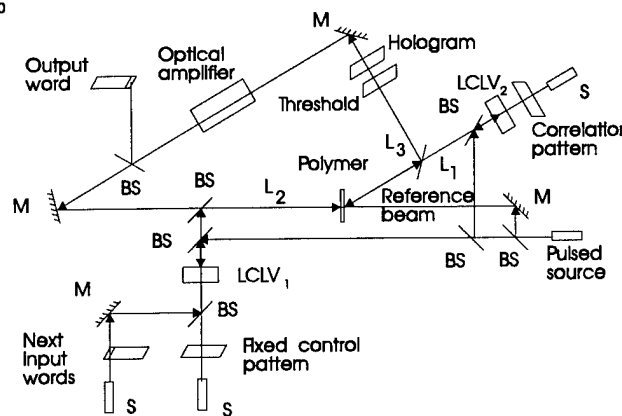 b
M
Optical
amplifier
Hologram
Output
word
LCLV2
S
Threshold
BS
Correlation
pattern
L3
L1
Polymer
BS
BS
L2
M
Reference
beam
M
BS
BS
BS
Pulsed
source
LCLV1
M
BS
Next
input
words
Fixed control
pattern
S
S